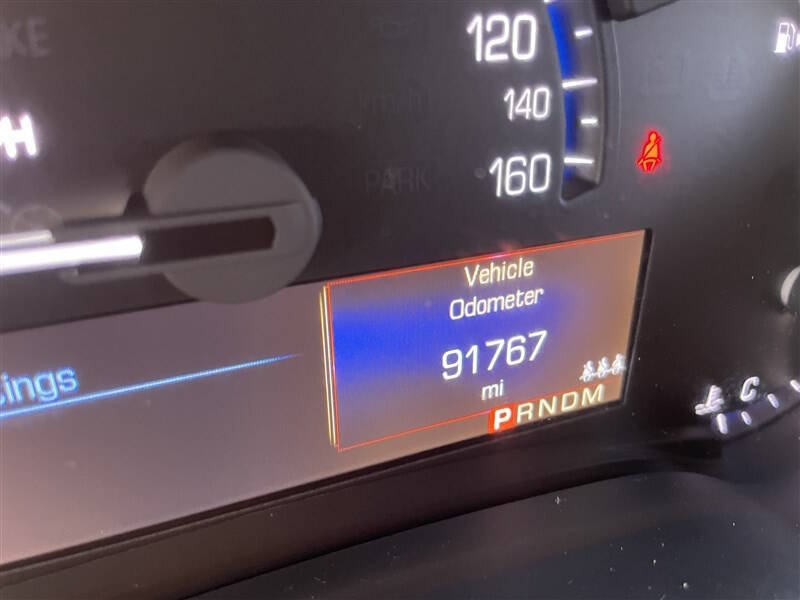 120
140
160
PARK
Vehicle
Odometer
91767
mi
PRNDM
C